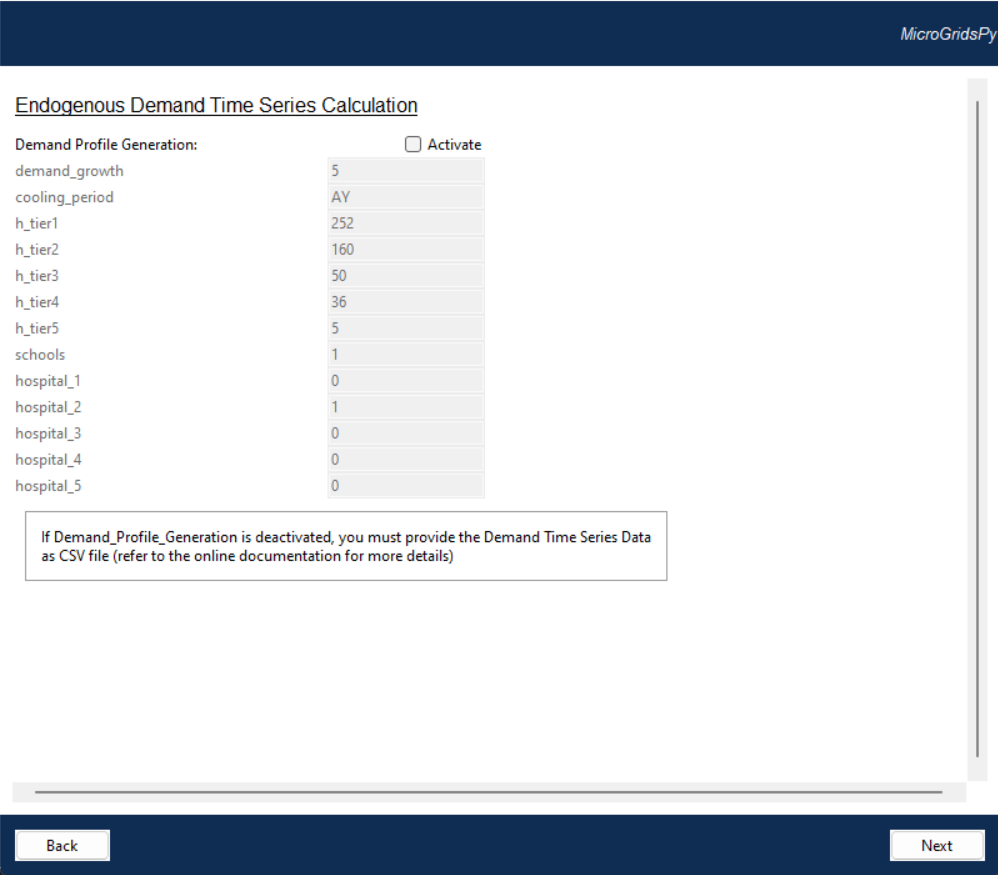 MicroGridsPy
Endogenous Demand Time Series Calculation
Demand Profile Generation: Activate
demand_growth 5
cooling_period AY
h_tier1 252
h_tier2 160
h_tier3 50
h_tier4 36
h_tier5 5
schools 1
hospital_1 0
hospital_2 1
hospital_3 0
hospital_4 0
hospital_5 0
If Demand_Profile_Generation is deactivated, you must provide the Demand Time Series Data
as CSV file (refer to the online documentation for more details)
Back Next